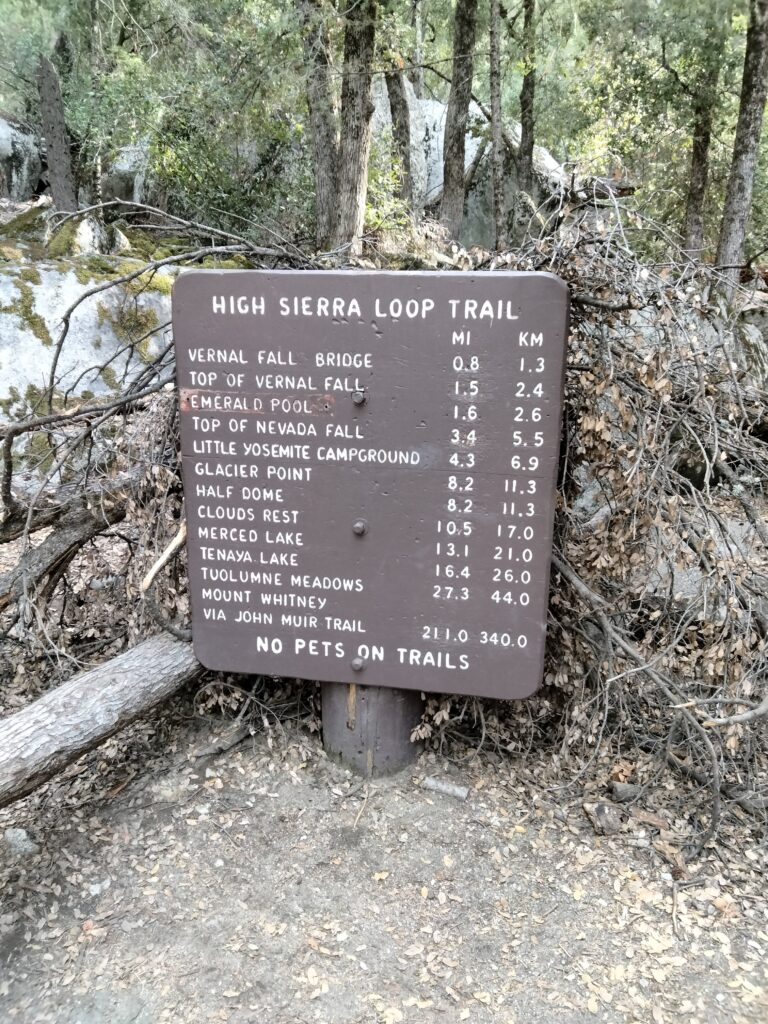 HIGH SIERRA LOOP TRAIL
MI KM
VERNAL FALL BRIDGE 0.8 1.3
TOP OF VERNAL FALL 1.5 2.4
EMERALD POOL 1.6 2.6
TOP OF NEVADA FALL 3.4 5.5
LITTLE YOSEMITE CAMPGROUND 4.3 6.9
GLACIER POINT 8.2 11.3
HALF DOME 8.2 11.3
CLOUDS REST 10.5 17.0
MERCED LAKE 13.1 21.0
TENAYA LAKE 16.4 26.0
TUOLUMNE MEADOWS 27.3 44.0
MOUNT WHITNEY
VIA JOHN MUIR TRAIL 211.0 340.0
NO PETS ON TRAILS